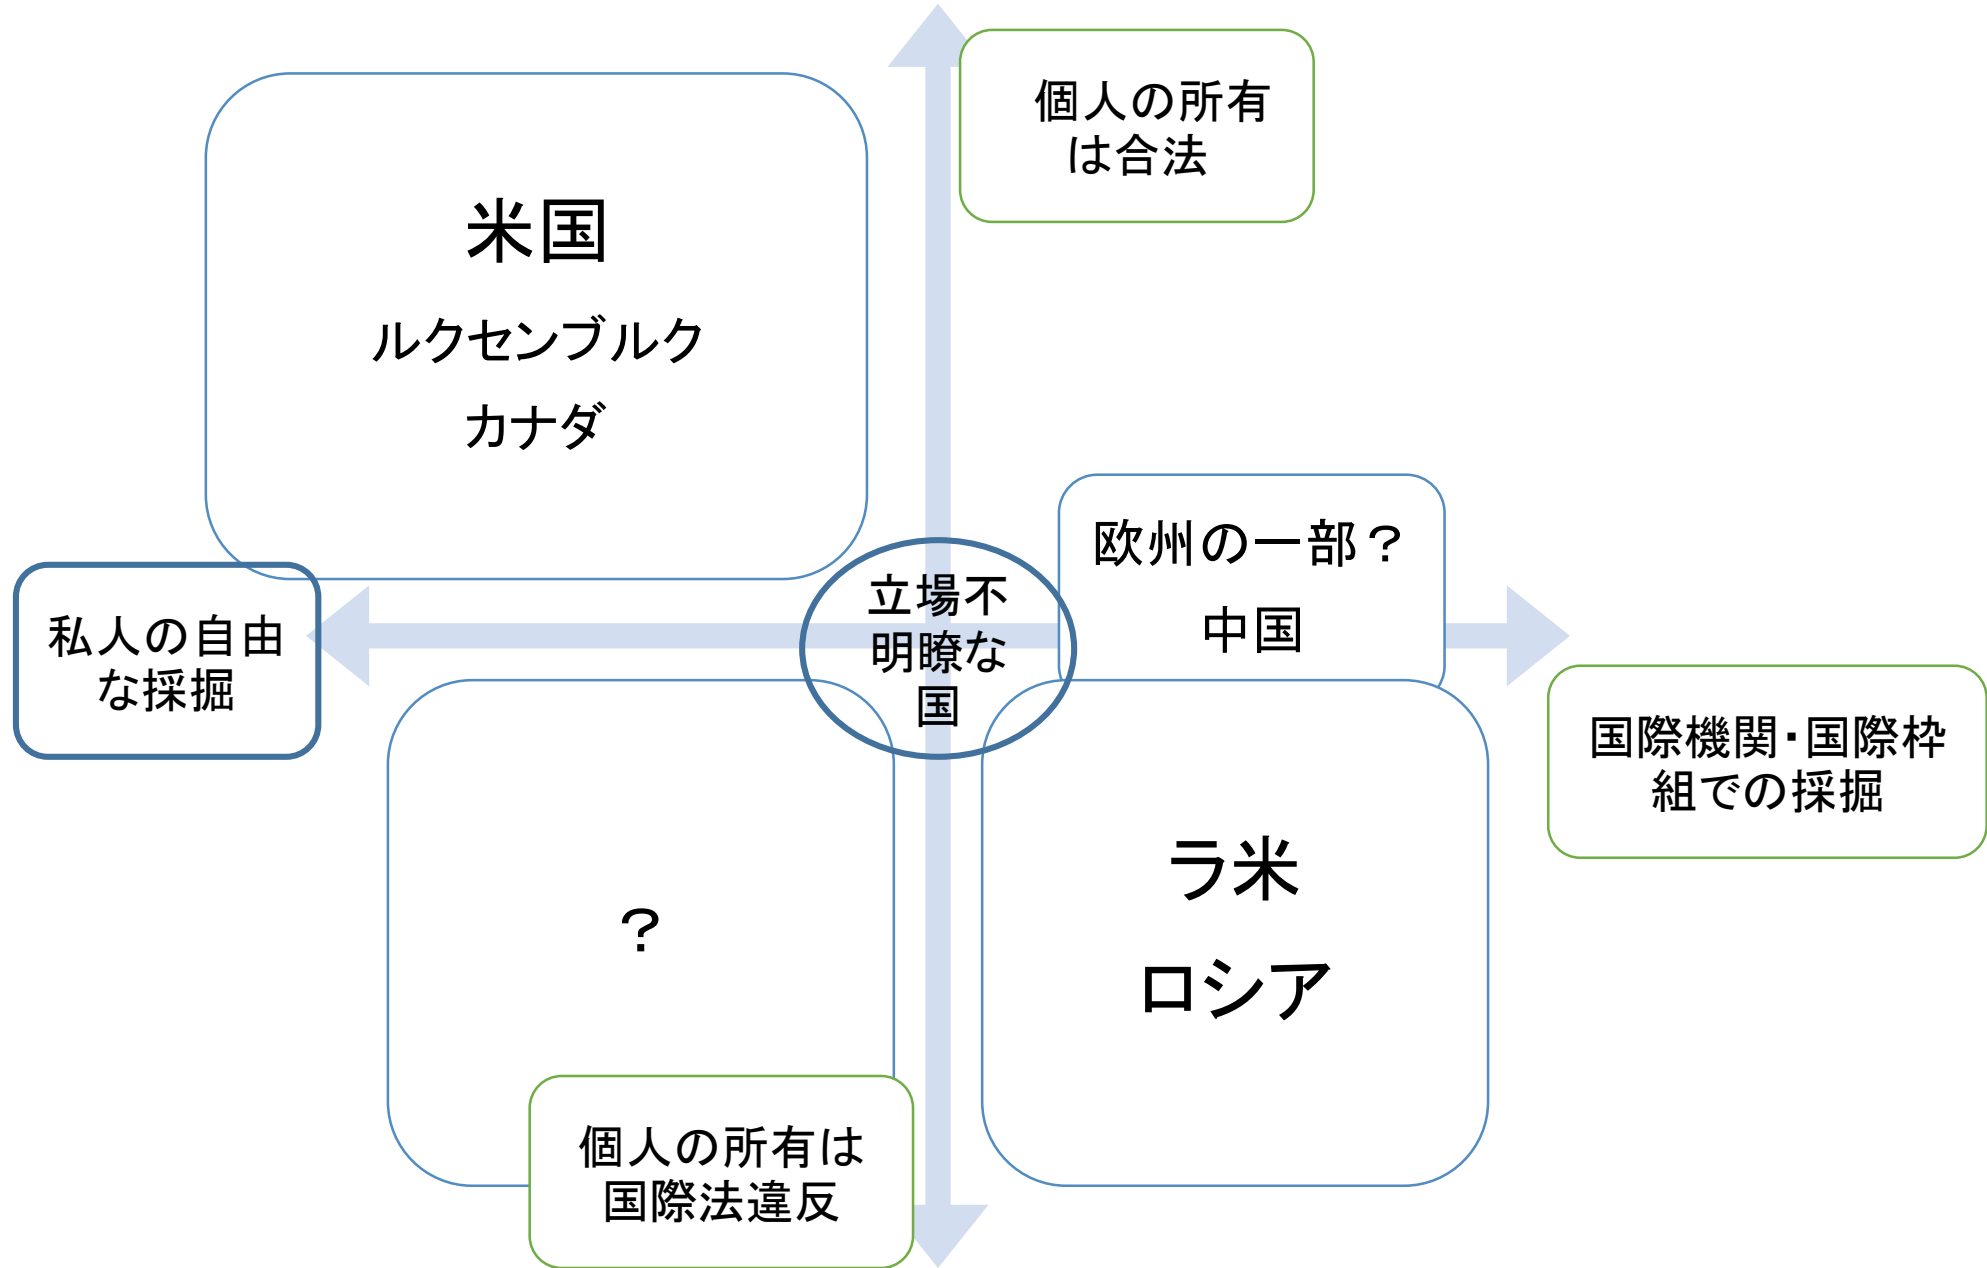 個人の所有
は合法
米国
ルクセンブルク
カナダ
欧州の一部？
中国
立場不
明瞭な
国
私人の自由
な採掘
国際機関・国際枠
組での採掘
？
ラ米
ロシア
個人の所有は
国際法違反